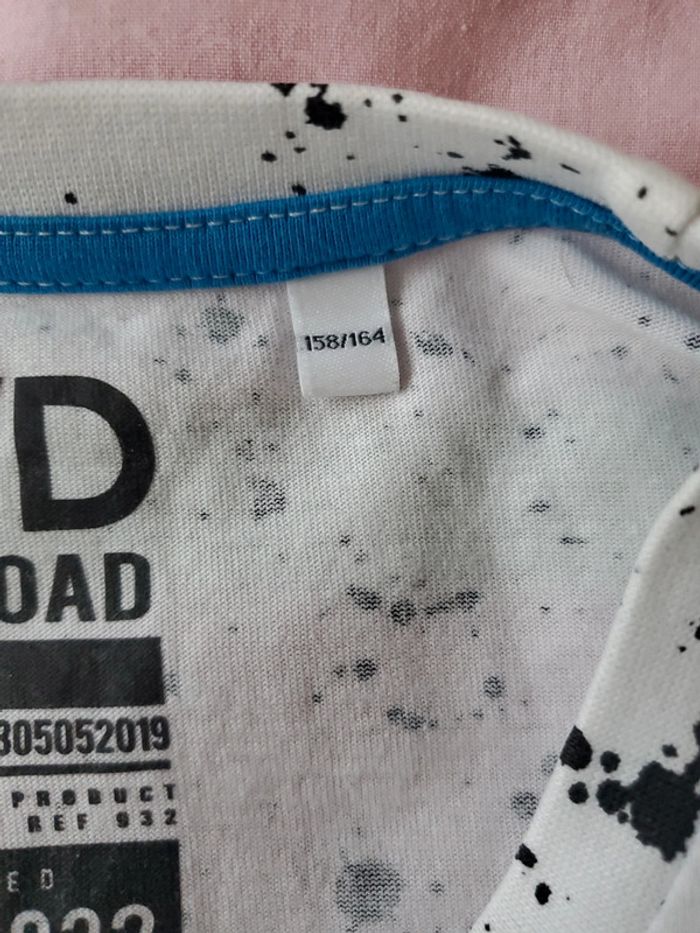 158/164
D
OAD
305052019
PRODUCT
REF 932
ED